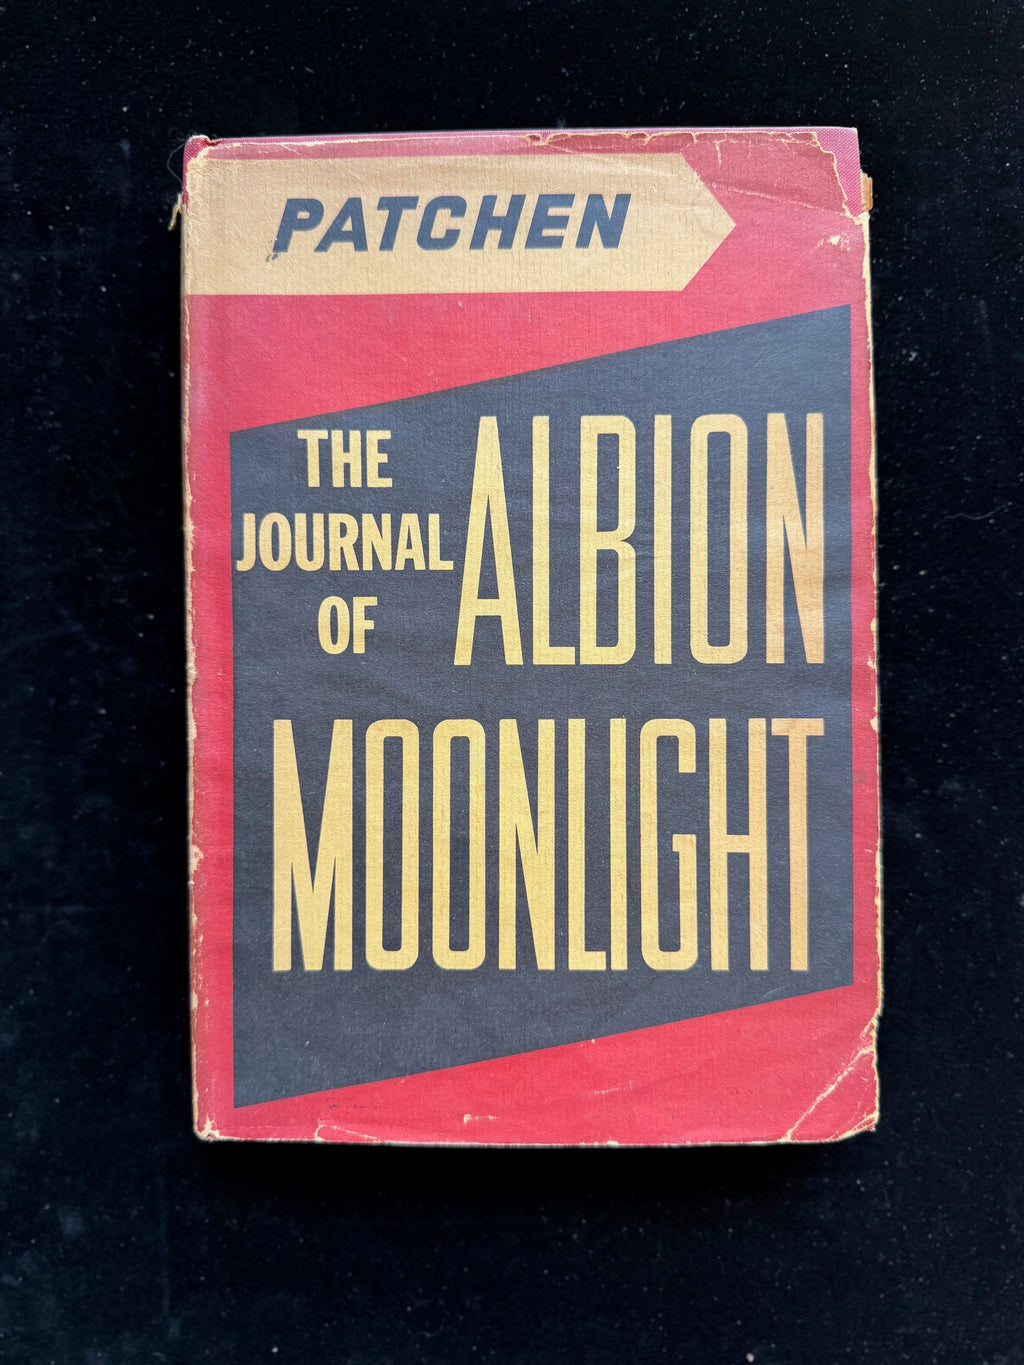 PATCHEN
THE
JOURNAL
OF
ALBION
MOONLIGHT